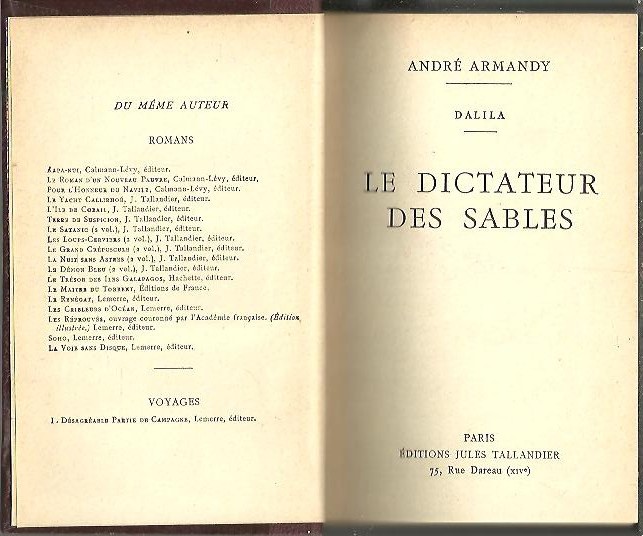 DU MÊME AUTEUR
ROMANS
RAPA-NUI, Calmann-Lévy, éditeur.
LE ROMAN D'UN NOUVEAU PAUVRE, Calmann-Lévy, éditeur.
POUR L'HONNEUR DU NAVIRE, Calmann-Lévy, éditeur.
LE YACHT CALLIRHOÉ, J. Tallandier, éditeur.
L'ILE DE CORAIL, J. Tallandier, éditeur.
TERRE DE SUSPICION, J. Tallandier, éditeur.
LE SATANIC (2 vol.), J. Tallandier, éditeur.
LES LOUPS-CERVIERS (2 vol.), J. Tallandier, éditeur.
LE GRAND CRÉPUSCULE (2 vol.), J. Tallandier, éditeur.
LA NUIT SANS ASTRES (2 vol.), J. Tallandier, éditeur.
LE DÉMON BLEU (2 vol.), J. Tallandier, éditeur.
LE TRÉSOR DES ILES GALAPAGOS, Hachette, éditeur.
LE MAITRE DU TORRENT, Éditions de France.
LE RENÉGAT, Lemerre, éditeur.
LES CRIBLEURS D'OCÉAN, Lemerre, éditeur.
LES RÉPROUVÉS, ouvrage couronné par l'Académie française. (Édition
illustrée.) Lemerre, éditeur.
SOHO, Lemerre, éditeur.
LA VOIE SANS DISQUE, Lemerre, éditeur.
VOYAGES
I. DÉSAGRÉABLE PARTIE DE CAMPAGNE, Lemerre, éditeur.
ANDRÉ ARMANDY
DALILA
LE DICTATEUR
DES SABLES
PARIS
ÉDITIONS JULES TALLANDIER
75, Rue Dareau (XIVe)